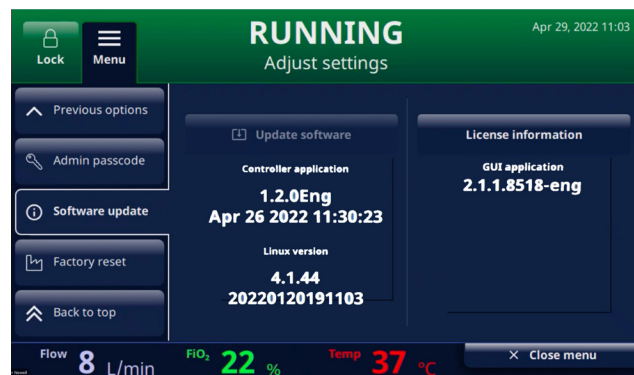 RUNNING
Adjust settings
Apr 29, 2022 11:03
Lock
Menu
Previous options
Admin passcode
Software update
Factory reset
Back to top
Update software
Controller application
1.2.0Eng
Apr 26 2022 11:30:23
Linux version
4.1.44
20220120191103
License information
GUI application
2.1.1.8518-eng
Flow 8 L/min
FiO₂ 22 %
Temp 37 °C
× Close menu